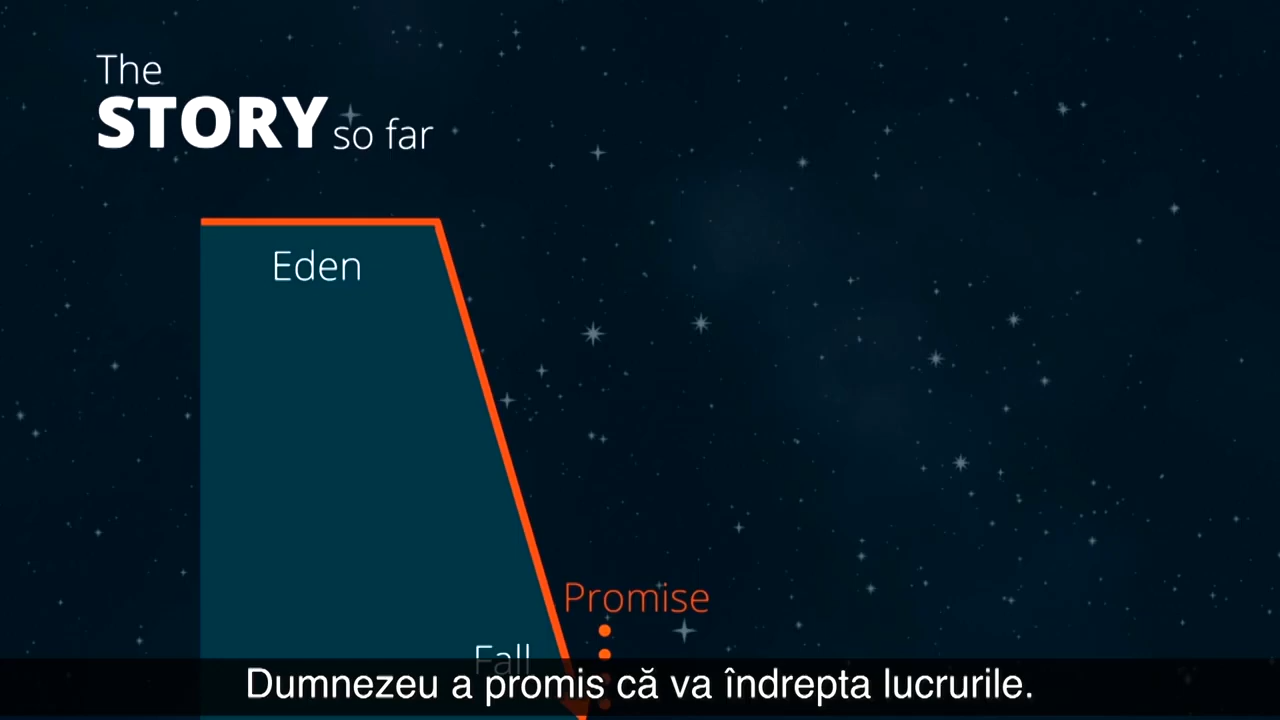 The
STORY so far
Eden
Promise
Fall
Dumnezeu a promis că va îndrepta lucrurile.